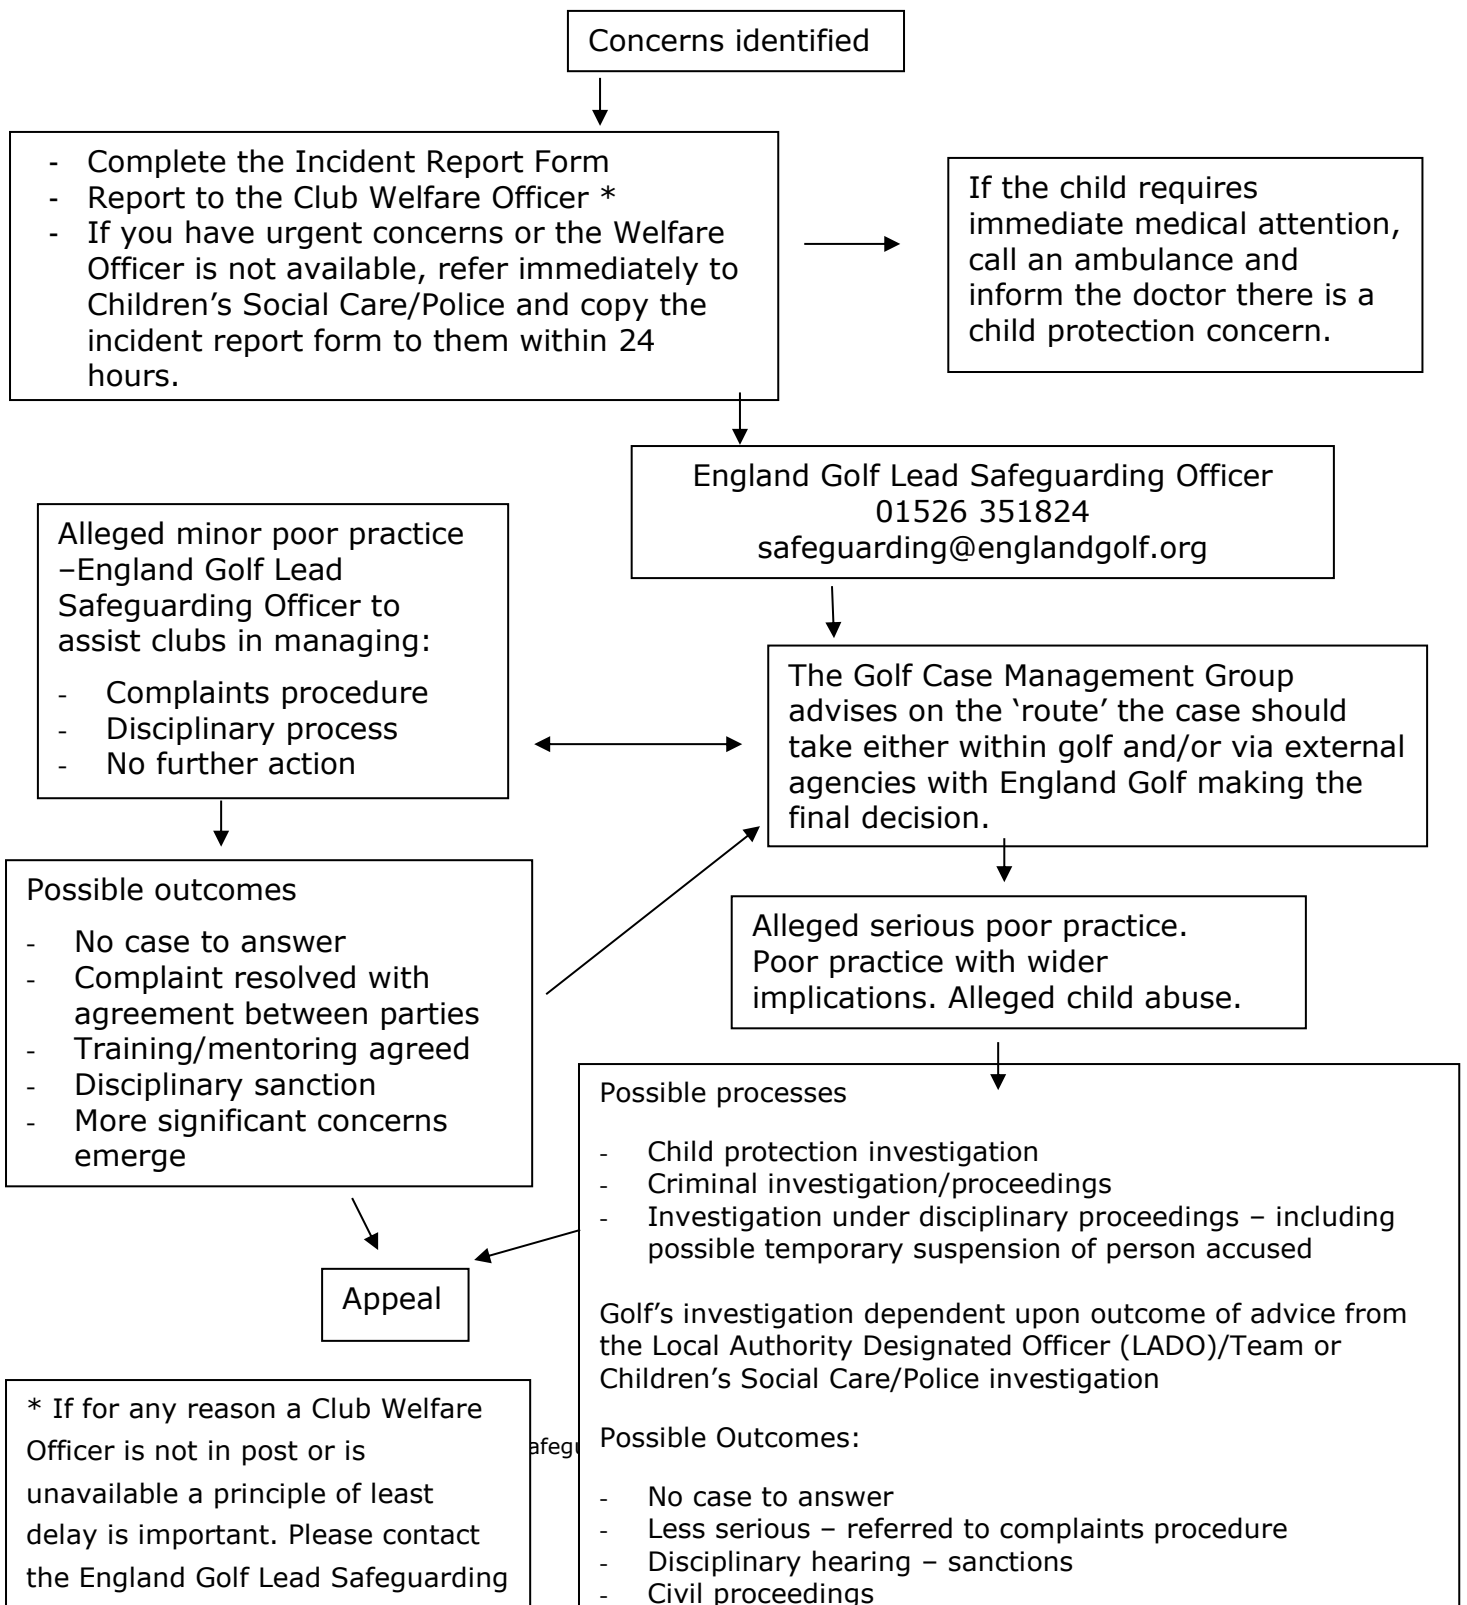 Concerns identified
- Complete the Incident Report Form
- Report to the Club Welfare Officer *
- If you have urgent concerns or the Welfare
Officer is not available, refer immediately to
Children’s Social Care/Police and copy the
incident report form to them within 24
hours.
If the child requires
immediate medical attention,
call an ambulance and
inform the doctor there is a
child protection concern.
England Golf Lead Safeguarding Officer
01526 351824
safeguarding@englandgolf.org
Alleged minor poor practice
–England Golf Lead
Safeguarding Officer to
assist clubs in managing:
- Complaints procedure
- Disciplinary process
- No further action
The Golf Case Management Group
advises on the ‘route’ the case should
take either within golf and/or via external
agencies with England Golf making the
final decision.
Possible outcomes
- No case to answer
- Complaint resolved with
agreement between parties
- Training/mentoring agreed
- Disciplinary sanction
- More significant concerns
emerge
Alleged serious poor practice.
Poor practice with wider
implications. Alleged child abuse.
Possible processes
- Child protection investigation
- Criminal investigation/proceedings
- Investigation under disciplinary proceedings – including
possible temporary suspension of person accused
Golf’s investigation dependent upon outcome of advice from
the Local Authority Designated Officer (LADO)/Team or
Children’s Social Care/Police investigation
Possible Outcomes:
- No case to answer
- Less serious – referred to complaints procedure
- Disciplinary hearing – sanctions
- Civil proceedings
Appeal
* If for any reason a Club Welfare
Officer is not in post or is
unavailable a principle of least
delay is important. Please contact
the England Golf Lead Safeguarding